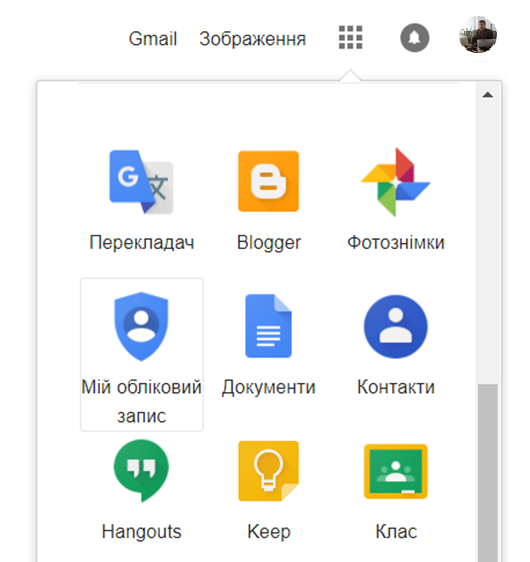 Gmail Зображення
Перекладач Blogger Фотознімки
Мій обліковий запис Документи Контакти
Hangouts Keep Клас